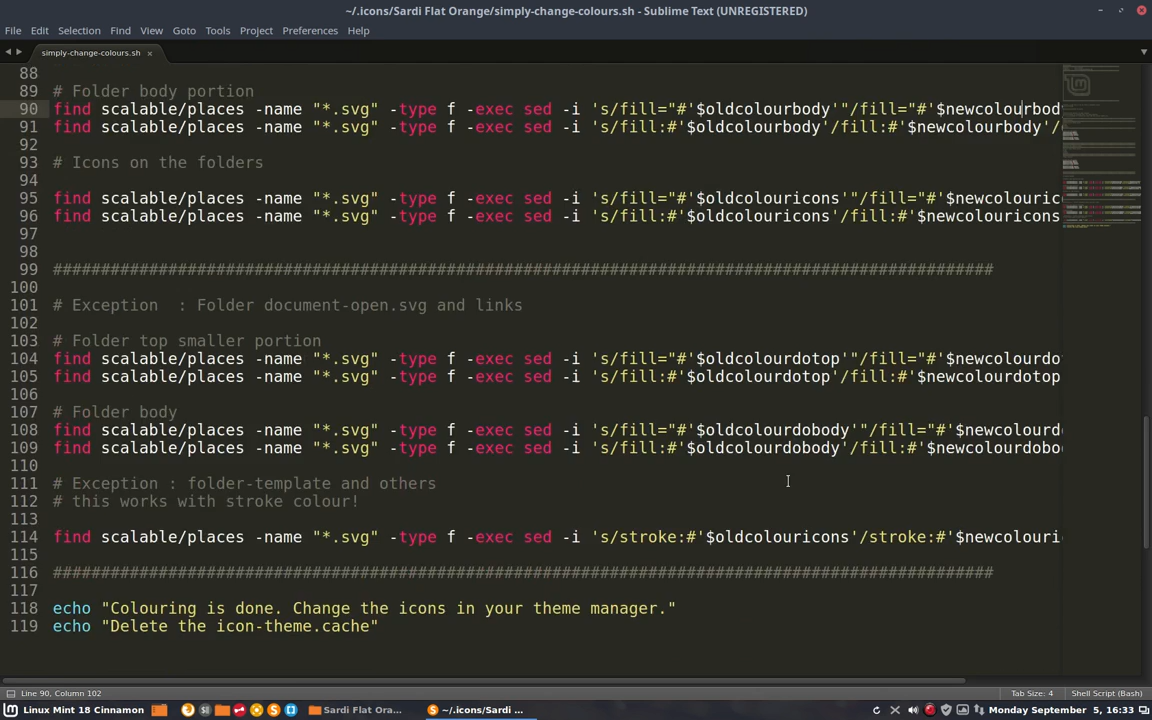 ~/.icons/Sardi Flat Orange/simply-change-colours.sh - Sublime Text (UNREGISTERED)
File Edit Selection Find View Goto Tools Project Preferences Help
simply-change-colours.sh ×
88
89 # Folder body portion
90 find scalable/places -name "*.svg" -type f -exec sed -i 's/fill="#'$oldcolourbody'"/fill="#'$newcolourbod
91 find scalable/places -name "*.svg" -type f -exec sed -i 's/fill:#'$oldcolourbody'/fill:#'$newcolourbody'/
92
93 # Icons on the folders
94
95 find scalable/places -name "*.svg" -type f -exec sed -i 's/fill="#'$oldcolouricons'"/fill="#'$newcolouric
96 find scalable/places -name "*.svg" -type f -exec sed -i 's/fill:#'$oldcolouricons'/fill:#'$newcolouricons
97
98
99 ##################################################################################################
100
101 # Exception  : Folder document-open.svg and links
102
103 # Folder top smaller portion
104 find scalable/places -name "*.svg" -type f -exec sed -i 's/fill="#'$oldcolourdotop'"/fill="#'$newcolourdo
105 find scalable/places -name "*.svg" -type f -exec sed -i 's/fill:#'$oldcolourdotop'/fill:#'$newcolourdotop
106
107 # Folder body
108 find scalable/places -name "*.svg" -type f -exec sed -i 's/fill="#'$oldcolourdobody'"/fill="#'$newcolourd
109 find scalable/places -name "*.svg" -type f -exec sed -i 's/fill:#'$oldcolourdobody'/fill:#'$newcolourdobo
110
111 # Exception : folder-template and others
112 # this works with stroke colour!
113
114 find scalable/places -name "*.svg" -type f -exec sed -i 's/stroke:#'$oldcolouricons'/stroke:#'$newcolouri
115
116 ##################################################################################################
117
118 echo "Colouring is done. Change the icons in your theme manager."
119 echo "Delete the icon-theme.cache"
Line 90, Column 102 Tab Size: 4 Shell Script (Bash)
Linux Mint 18 Cinnamon Sardi Flat Ora... ~/.icons/Sardi ... Monday September 5, 16:33